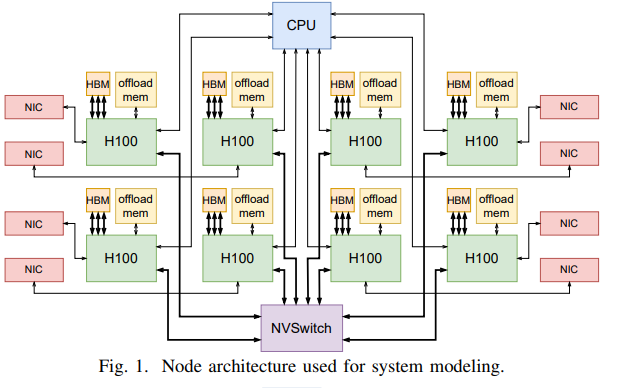 CPU
HBM
offload
mem
HBM
offload
mem
HBM
offload
mem
HBM
offload
mem
NIC
H100
H100
H100
H100
NIC
NIC
NIC
HBM
offload
mem
HBM
offload
mem
HBM
offload
mem
HBM
offload
mem
NIC
H100
H100
H100
H100
NIC
NIC
NIC
NVSwitch
Fig. 1. Node architecture used for system modeling.